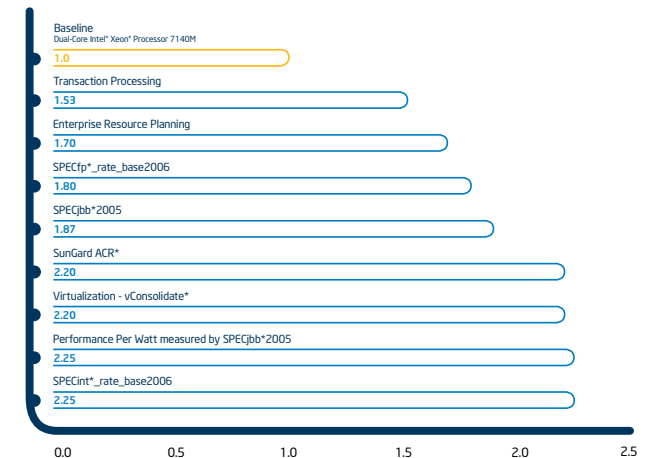 Baseline
Dual-Core Intel® Xeon® Processor 7140M
1.0
Transaction Processing
1.53
Enterprise Resource Planning
1.70
SPECfp*_rate_base2006
1.80
SPECjbb*2005
1.87
SunGard ACR*
2.20
Virtualization - vConsolidate*
2.20
Performance Per Watt measured by SPECjbb*2005
2.25
SPECint*_rate_base2006
2.25
0.0 0.5 1.0 1.5 2.0 2.5